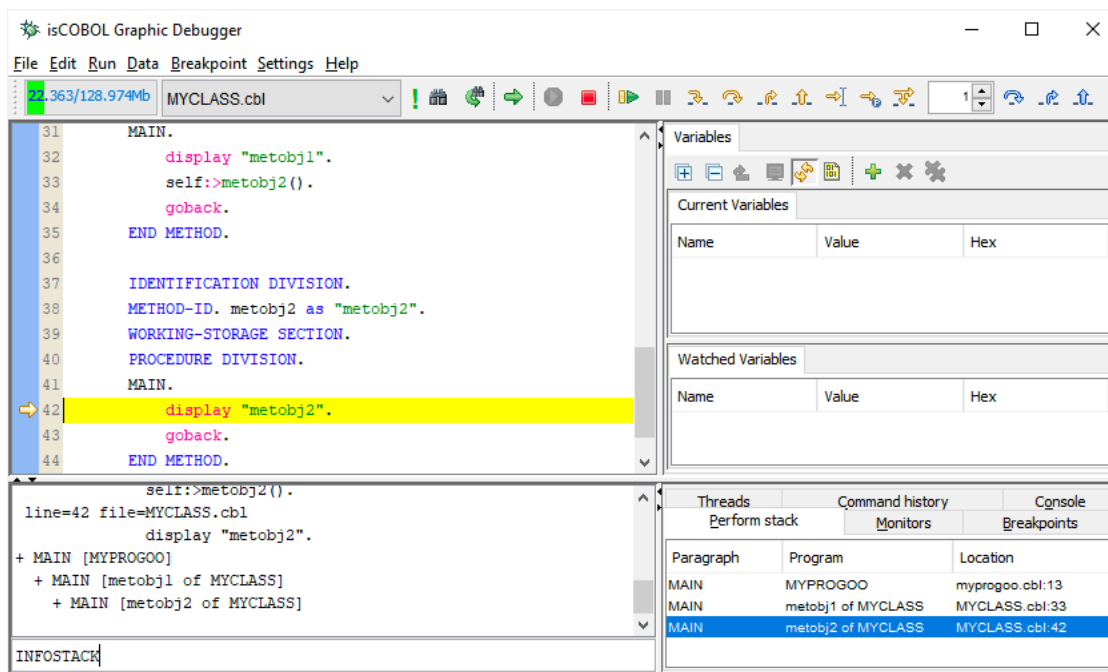 isCOBOL Graphic Debugger
File Edit Run Data Breakpoint Settings Help
22.363/128.974Mb MYCLASS.cbl 1
31 MAIN.
32 display "metobj1".
33 self:>metobj2().
34 goback.
35 END METHOD.
36
37 IDENTIFICATION DIVISION.
38 METHOD-ID. metobj2 as "metobj2".
39 WORKING-STORAGE SECTION.
40 PROCEDURE DIVISION.
41 MAIN.
42 display "metobj2".
43 goback.
44 END METHOD.
Variables
Current Variables
Name Value Hex
Watched Variables
Name Value Hex
self:>metobj2().
line=42 file=MYCLASS.cbl
display "metobj2".
+ MAIN [MYPROGOO]
+ MAIN [metobj1 of MYCLASS]
+ MAIN [metobj2 of MYCLASS]
INFOSTACK
Threads Command history Console
Perform stack Monitors Breakpoints
Paragraph Program Location
MAIN MYPROGOO myprogoo.cbl:13
MAIN metobj1 of MYCLASS MYCLASS.cbl:33
MAIN metobj2 of MYCLASS MYCLASS.cbl:42